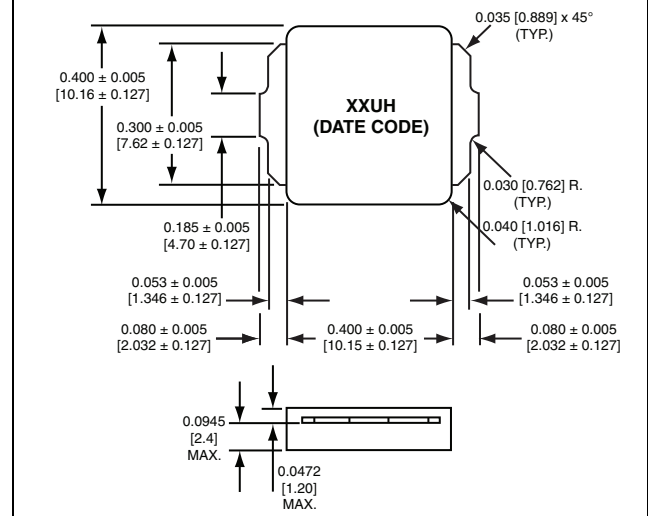 0.035 [0.889] x 45°
(TYP.)
0.400 ± 0.005
[10.16 ± 0.127]
XXUH
(DATE CODE)
0.300 ± 0.005
[7.62 ± 0.127]
0.030 [0.762] R.
(TYP.)
0.185 ± 0.005
[4.70 ± 0.127]
0.040 [1.016] R.
(TYP.)
0.053 ± 0.005
[1.346 ± 0.127]
0.053 ± 0.005
[1.346 ± 0.127]
0.080 ± 0.005
[2.032 ± 0.127]
0.400 ± 0.005
[10.15 ± 0.127]
0.080 ± 0.005
[2.032 ± 0.127]
0.0945
[2.4]
MAX.
0.0472
[1.20]
MAX.